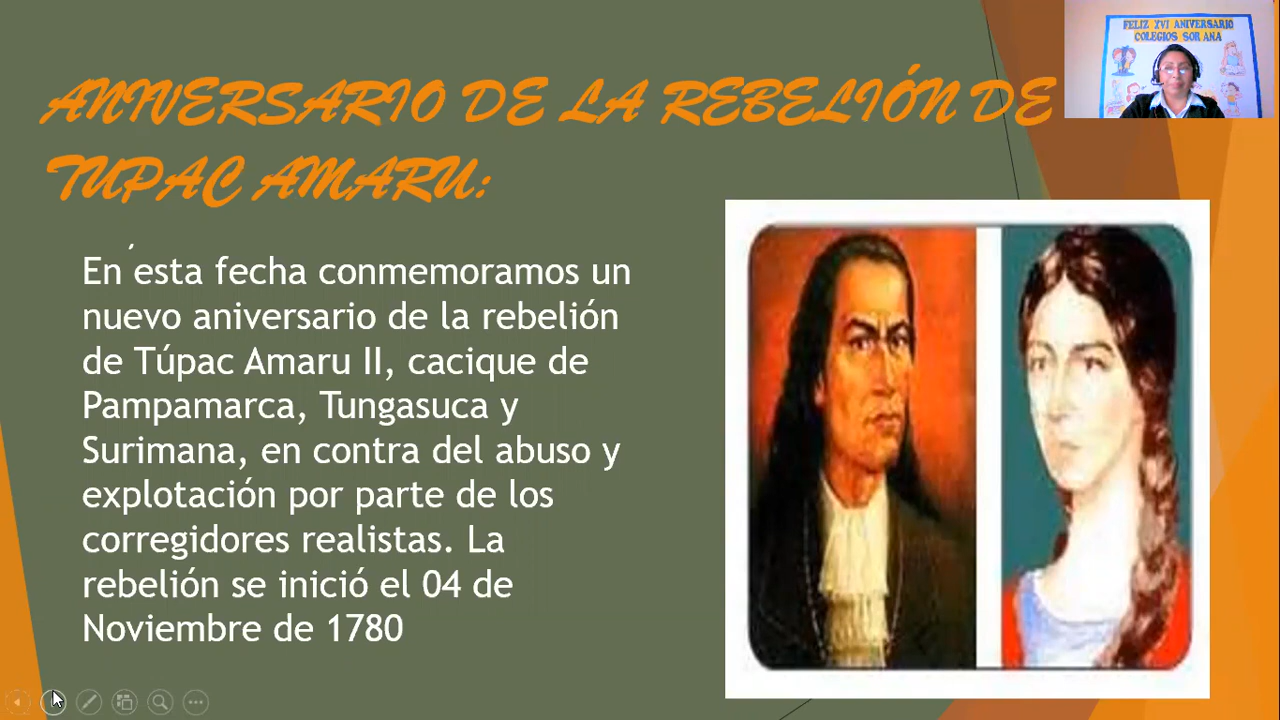 FELIZ XVI ANIVERSARIO
COLEGIOS SOR ANA
ANIVERSARIO DE LA REBELIÓN DE
TUPAC AMARU:
En esta fecha conmemoramos un
nuevo aniversario de la rebelión
de Túpac Amaru II, cacique de
Pampamarca, Tungasuca y
Surimana, en contra del abuso y
explotación por parte de los
corregidores realistas. La
rebelión se inició el 04 de
Noviembre de 1780